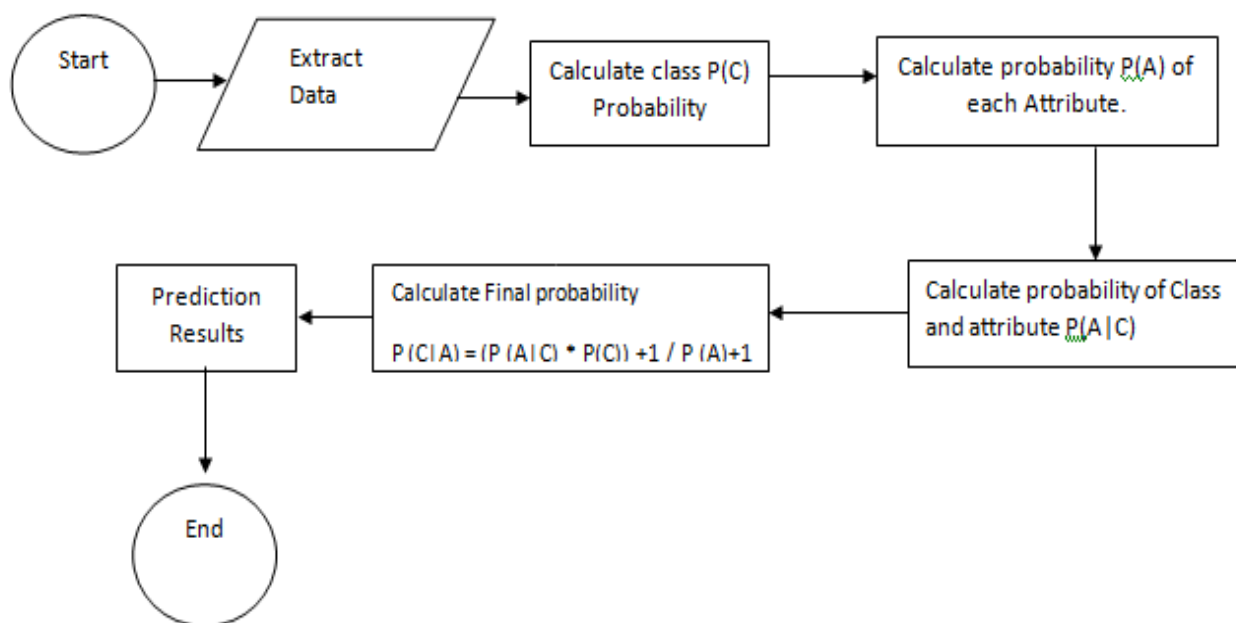 Start
Extract
Data
Calculate class P(C)
Probability
Calculate probability P(A) of
each Attribute.
Calculate probability of Class
and attribute P(A|C)
Calculate Final probability
P (C|A) = (P (A|C) * P(C)) +1 / P (A)+1
Prediction
Results
End